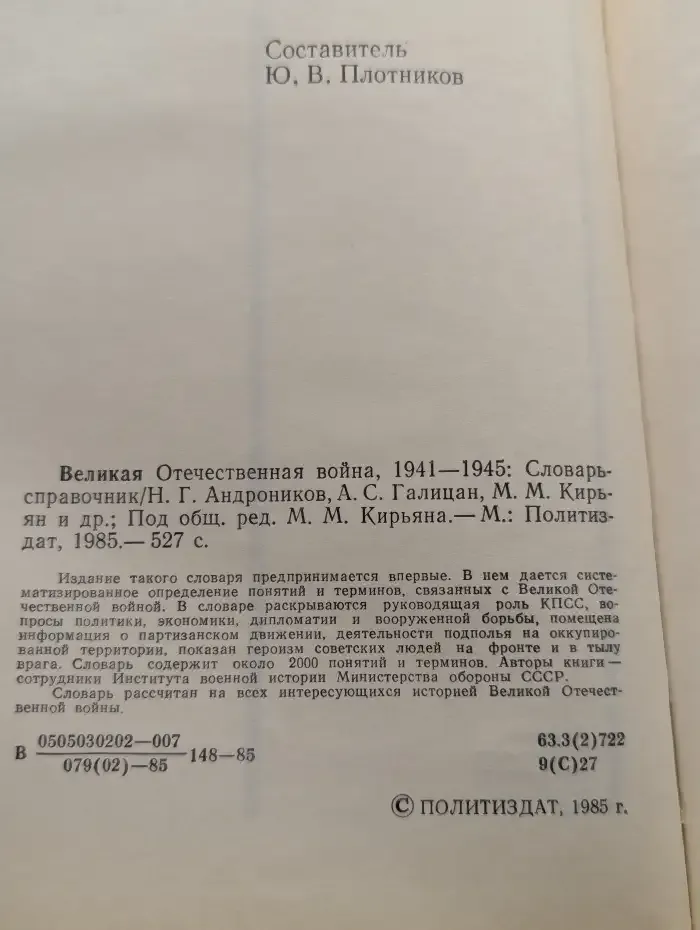 Составитель
Ю. В. Плотников
Великая Отечественная война, 1941—1945: Словарь-
справочник/Н. Г. Андроников, А. С. Галицан, М. М. Кирь-
ян и др.; Под общ. ред. М. М. Кирьяна.— М.: Политиз-
дат, 1985.— 527 с.
Издание такого словаря предпринимается впервые. В нем дается систе-
матизированное определение понятий и терминов, связанных с Великой Оте-
чественной войной. В словаре раскрываются руководящая роль КПСС, во-
просы политики, экономики, дипломатии и вооруженной борьбы, помещена
информация о партизанском движении, деятельности подполья на оккупиро-
ванной территории, показан героизм советских людей на фронте и в тылу
врага. Словарь содержит около 2000 понятий и терминов. Авторы книги —
сотрудники Института военной истории Министерства обороны СССР.
Словарь рассчитан на всех интересующихся историей Великой Отечест-
венной войны.
0505030202—007
В 148—85
079(02)—85
63.3(2)722
9(С)27
© ПОЛИТИЗДАТ, 1985 г.